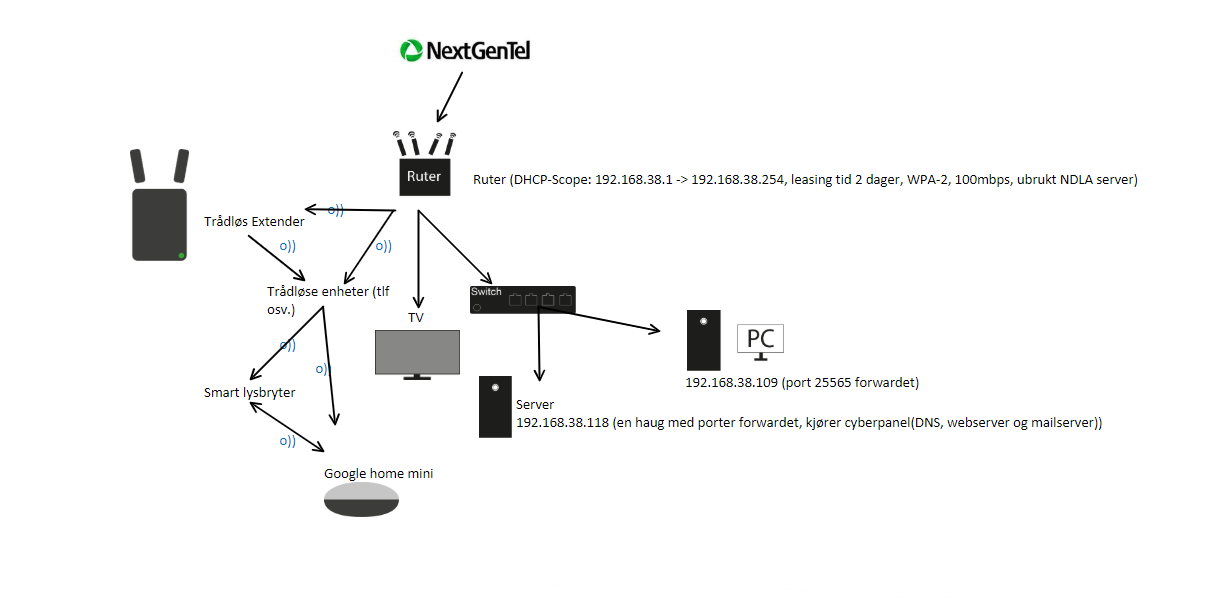 NextGenTel
Ruter
Ruter (DHCP-Scope: 192.168.38.1 -> 192.168.38.254, leasing tid 2 dager, WPA-2, 100mbps, ubrukt NDLA server)
o))
Trådløs Extender
o))
o))
Trådløse enheter (tlf
osv.)
Switch
TV
PC
o))
o))
192.168.38.109 (port 25565 forwardet)
Smart lysbryter
Server
192.168.38.118 (en haug med porter forwardet, kjører cyberpanel(DNS, webserver og mailserver))
o))
Google home mini